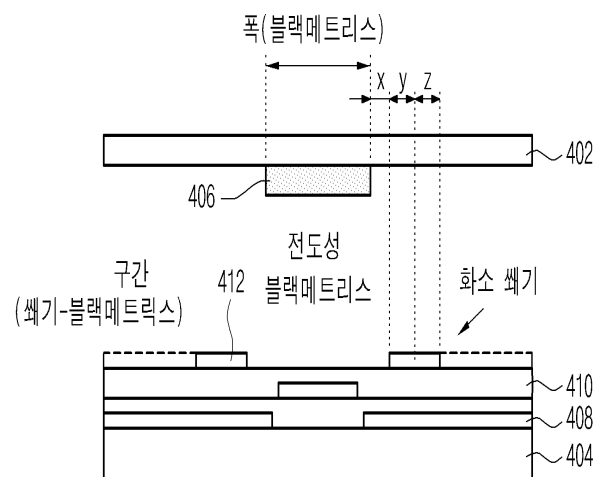 폭(블랙메트리스)
x y z
402
406
전도성
블랙메트리스
구간
(쐐기-블랙메트릭스)
412
화소 쐐기
410
408
404